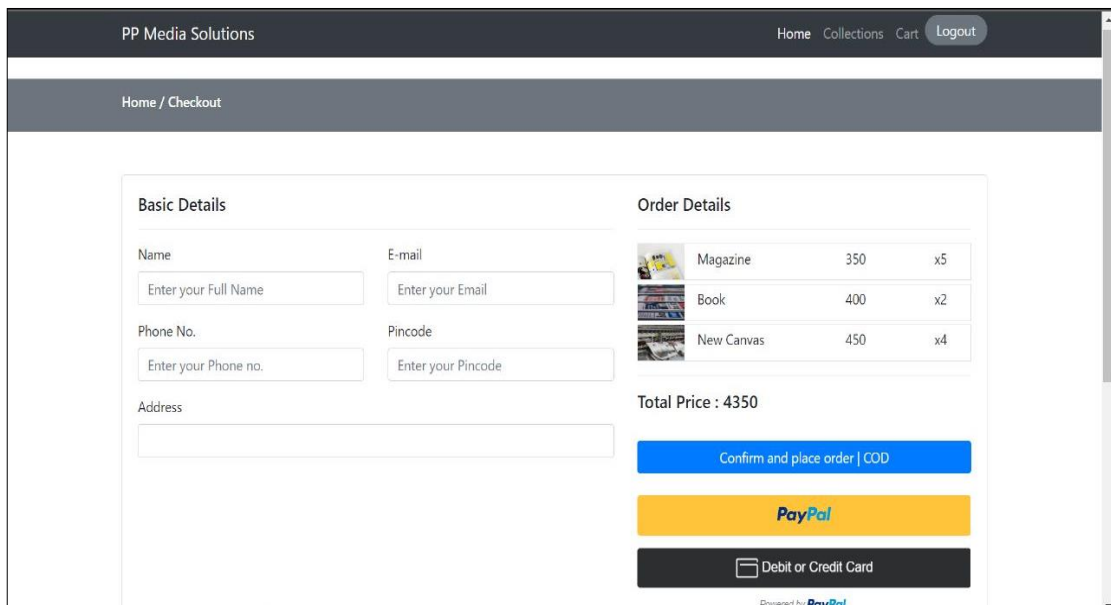 PP Media Solutions
Home Collections Cart Logout
Home / Checkout
Basic Details
Name
E-mail
Enter your Full Name
Enter your Email
Phone No.
Pincode
Enter your Phone no.
Enter your Pincode
Address
Order Details
Magazine 350 x5
Book 400 x2
New Canvas 450 x4
Total Price : 4350
Confirm and place order | COD
PayPal
Debit or Credit Card
Powered by PayPal